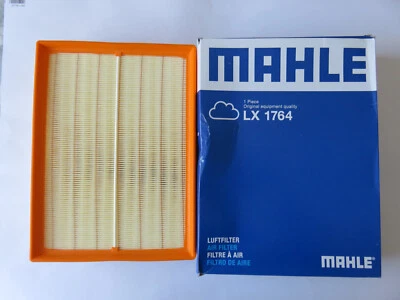 MAHLE
1 Piece
Original equipment quality
LX 1764
LUFTFILTER
AIR FILTER
FILTRE À AIR
FILTRO DE AIRE
MAHLE